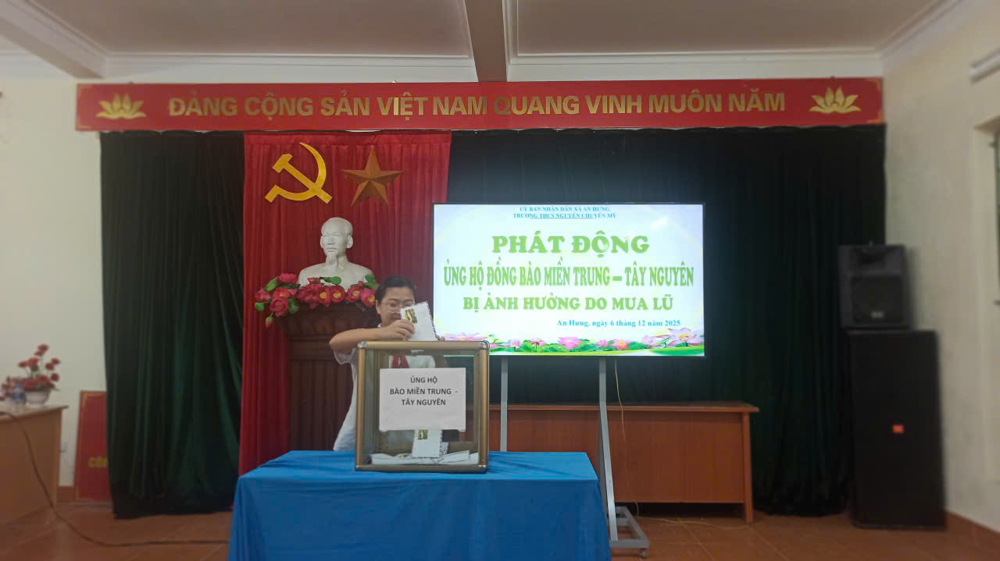 ĐẢNG CỘNG SẢN VIỆT NAM QUANG VINH MUÔN NĂM
ỦY BAN NHÂN DÂN XÃ AN HƯNG
TRƯỜNG THCS NGUYỄN CHUYÊN MỸ
PHÁT ĐỘNG
ỦNG HỘ ĐỒNG BÀO MIỀN TRUNG – TÂY NGUYÊN
BỊ ẢNH HƯỞNG DO MƯA LŨ
An Hưng, ngày 6 tháng 12 năm 2025
ỦNG HỘ
BÀO MIỀN TRUNG -
TÂY NGUYÊN